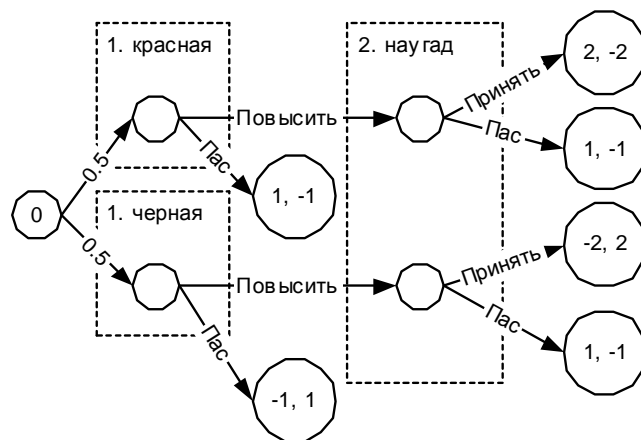 1. красная
2. наугад
2, -2
Принять
Повысить
Пас
1, -1
0.5
Пас
1, -1
0
1. черная
0.5
-2, 2
Принять
Повысить
Пас
Пас
1, -1
-1, 1